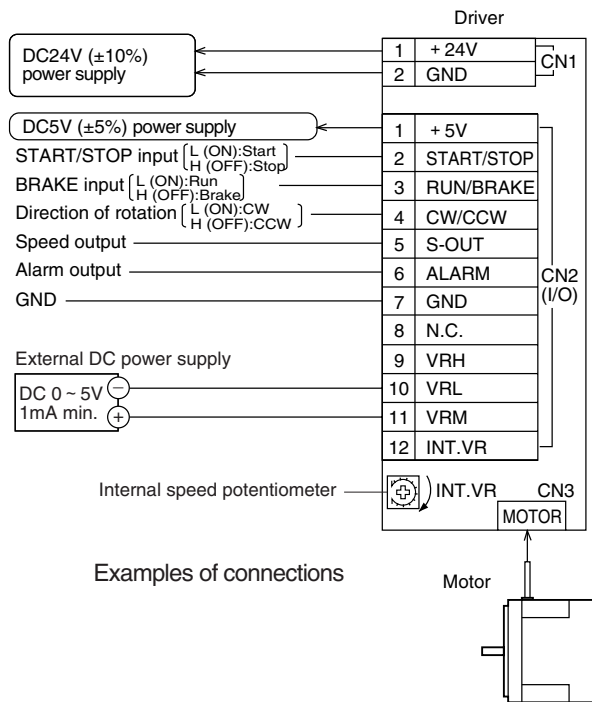 Driver
DC24V (±10%)
power supply
1 +24V
2 GND
CN1
DC5V (±5%) power supply
1 +5V
START/STOP input L (ON):Start
H (OFF):Stop
2 START/STOP
BRAKE input L (ON):Run
H (OFF):Brake
3 RUN/BRAKE
Direction of rotation L (ON):CW
H (OFF):CCW
4 CW/CCW
Speed output
5 S-OUT
Alarm output
6 ALARM
CN2
(I/O)
GND
7 GND
8 N.C.
External DC power supply
9 VRH
DC 0 ~ 5V
1mA min.
−
+
10 VRL
11 VRM
12 INT.VR
Internal speed potentiometer
INT.VR
CN3
MOTOR
Examples of connections
Motor